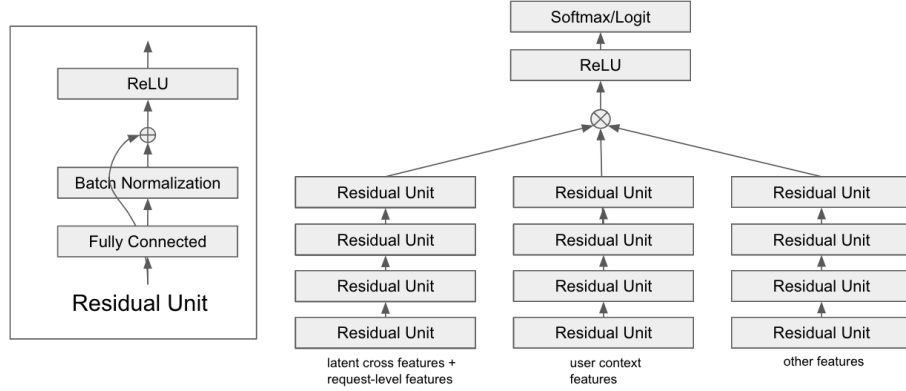 ReLU
Batch Normalization
Fully Connected
Residual Unit
Softmax/Logit
ReLU
Residual Unit
Residual Unit
Residual Unit
Residual Unit
latent cross features +
request-level features
Residual Unit
Residual Unit
Residual Unit
Residual Unit
user context
features
Residual Unit
Residual Unit
Residual Unit
Residual Unit
other features